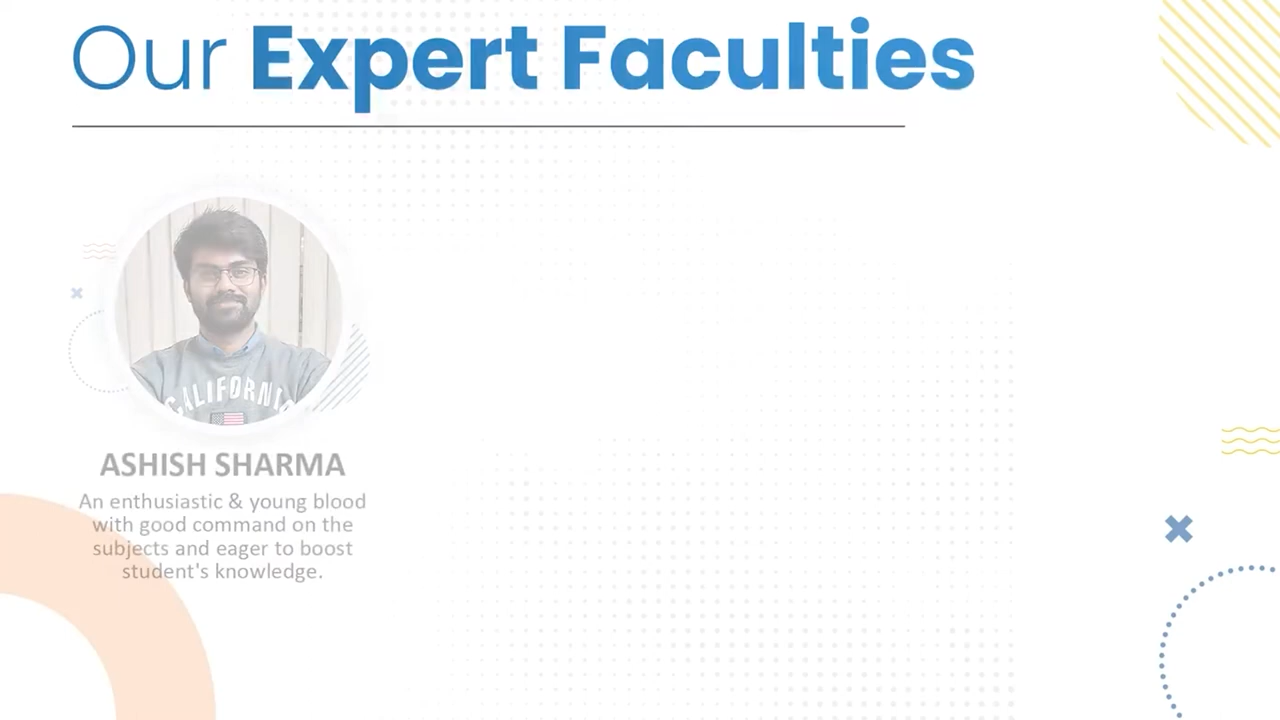 Our Expert Faculties
CALIFORNIA
ASHISH SHARMA
An enthusiastic & young blood
with good command on the
subjects and eager to boost
student's knowledge.